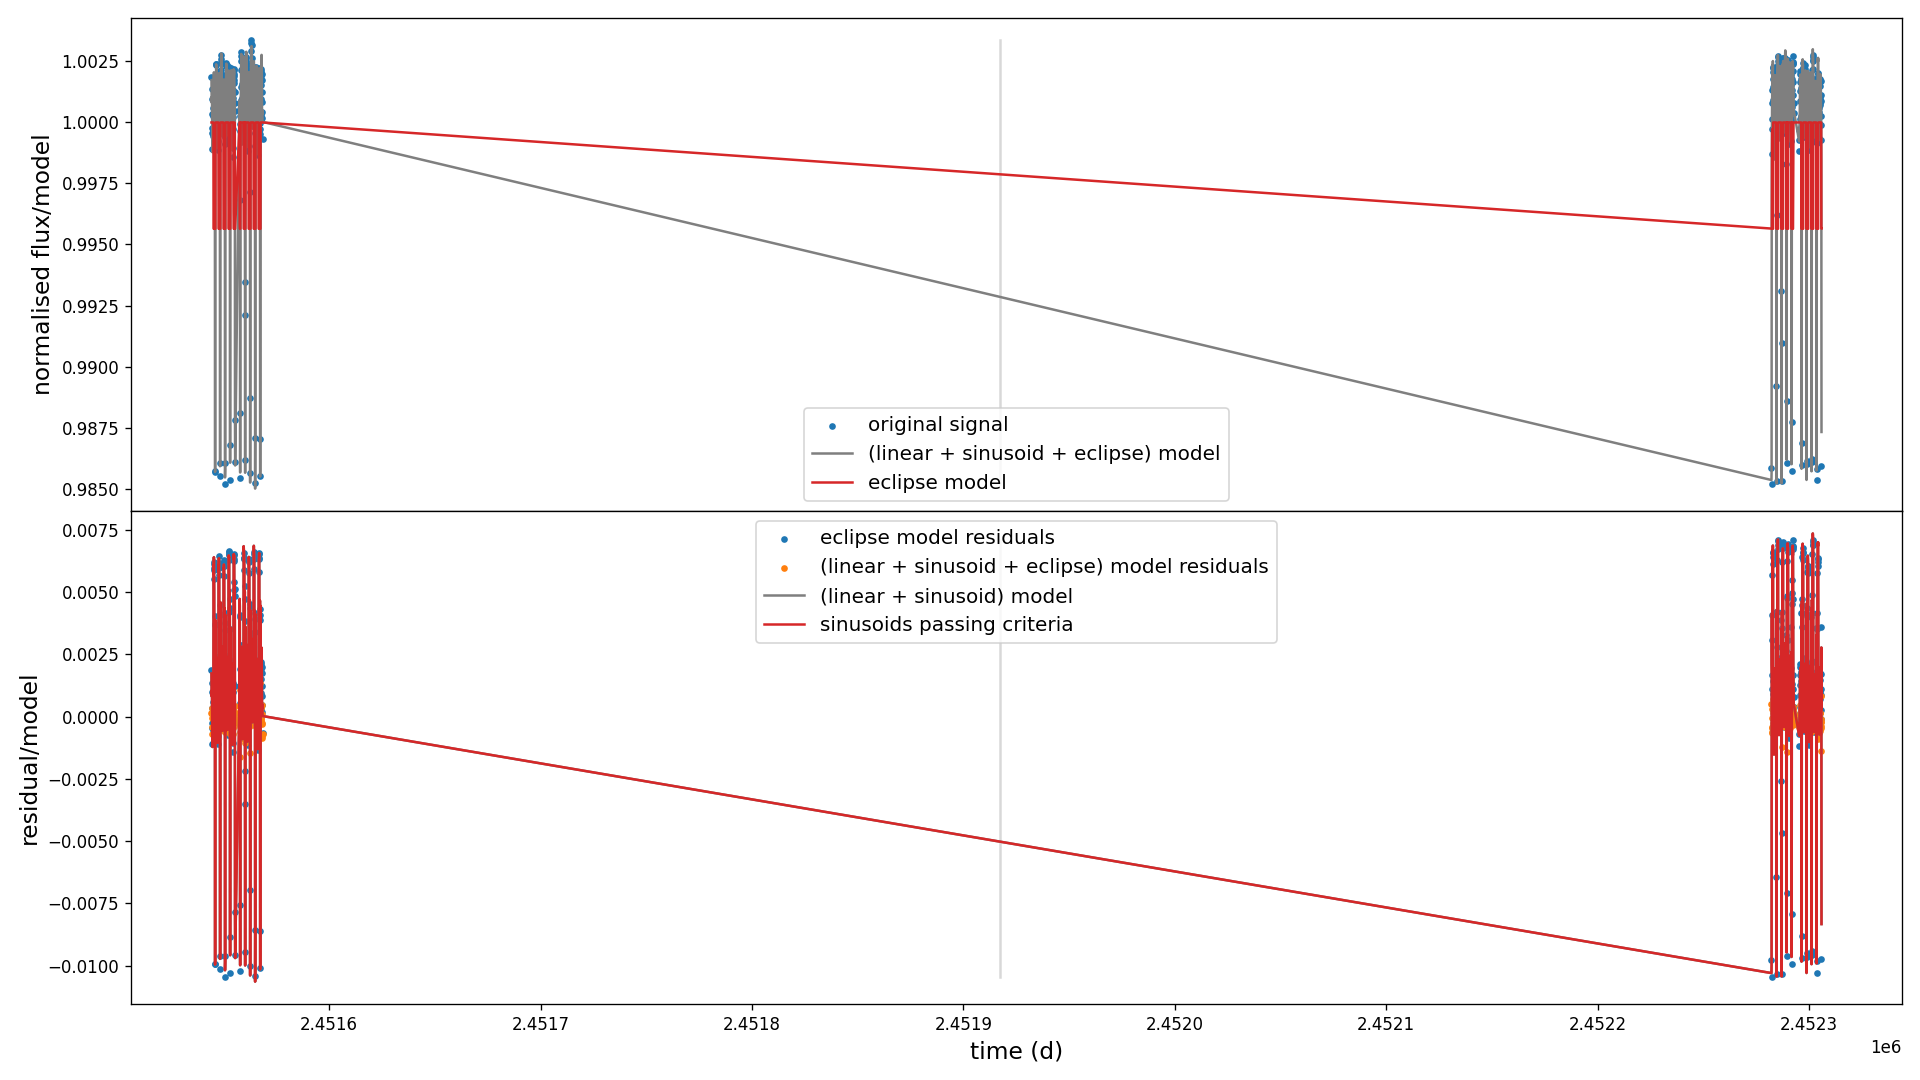 normalised flux/model
1.0025
1.0000
0.9975
0.9950
0.9925
0.9900
0.9875
0.9850
original signal
(linear + sinusoid + eclipse) model
eclipse model
residual/model
0.0075
0.0050
0.0025
0.0000
−0.0025
−0.0050
−0.0075
−0.0100
eclipse model residuals
(linear + sinusoid + eclipse) model residuals
(linear + sinusoid) model
sinusoids passing criteria
2.4516 2.4517 2.4518 2.4519 2.4520 2.4521 2.4522 2.4523
1e6
time (d)